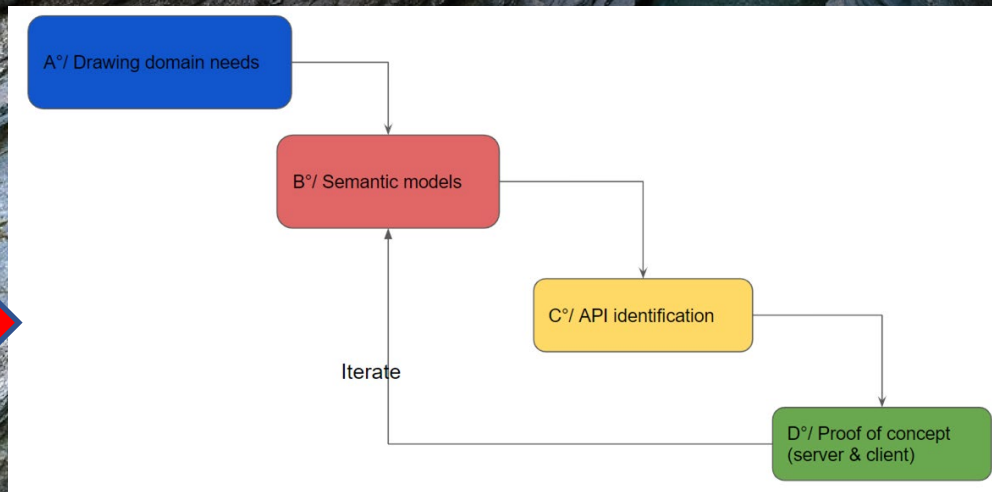 A°/ Drawing domain needs
B°/ Semantic models
C°/ API identification
Iterate
D°/ Proof of concept
(server & client)